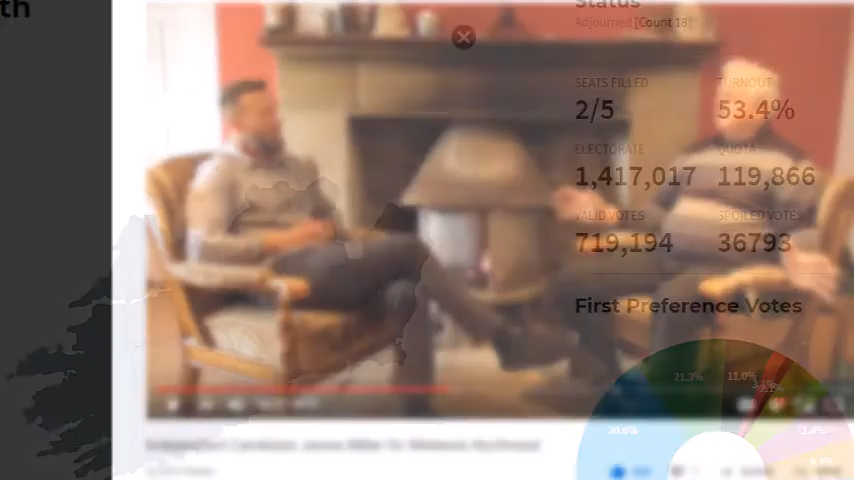 th
Status
Adjourned [Count 18]
SEATS FILLED TURNOUT
2/5 53.4%
ELECTORATE QUOTA
1,417,017 119,866
VALID VOTES SPOILED VOTES
719,194 36793
First Preference Votes
21.3% 11.0%
30.6%